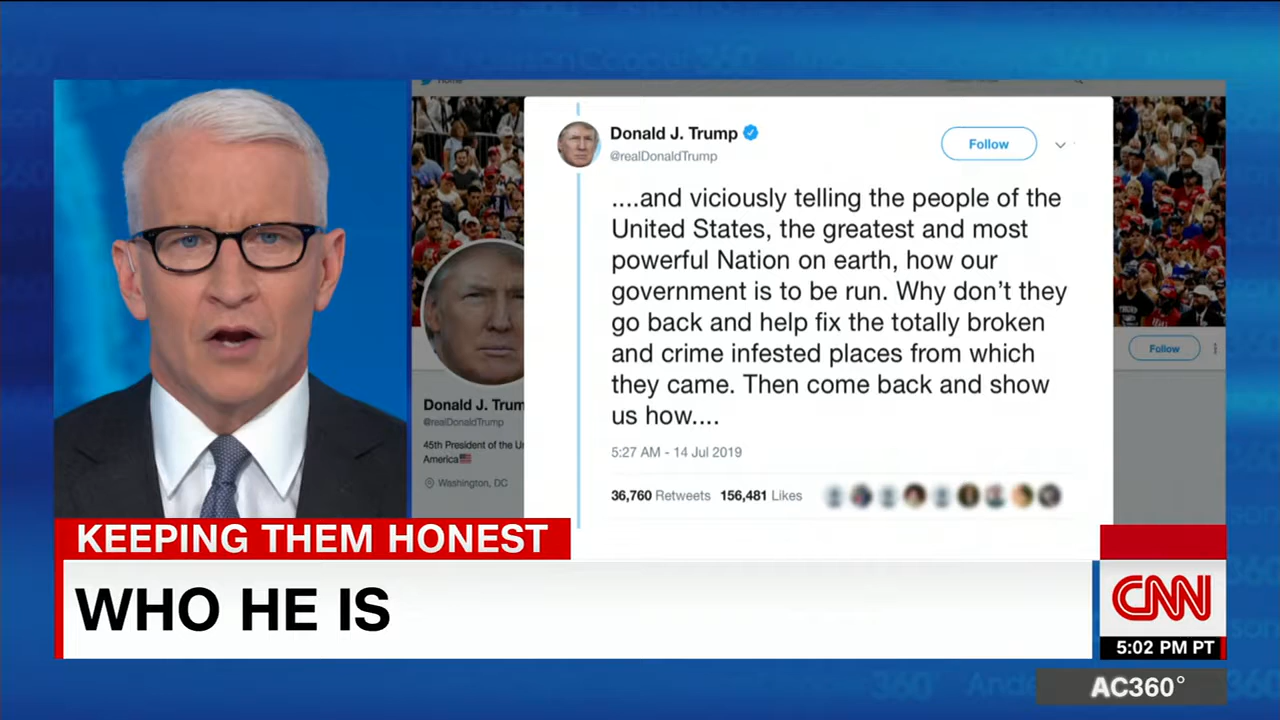 Donald J. Trump
@realDonaldTrump
Follow
....and viciously telling the people of the
United States, the greatest and most
powerful Nation on earth, how our
government is to be run. Why don’t they
go back and help fix the totally broken
and crime infested places from which
they came. Then come back and show
us how....
5:27 AM - 14 Jul 2019
36,760 Retweets 156,481 Likes
Follow
Donald J. Trum
@realDonaldTrump
45th President of the U
America
Washington, DC
KEEPING THEM HONEST
WHO HE IS
CNN
5:02 PM PT
AC360°